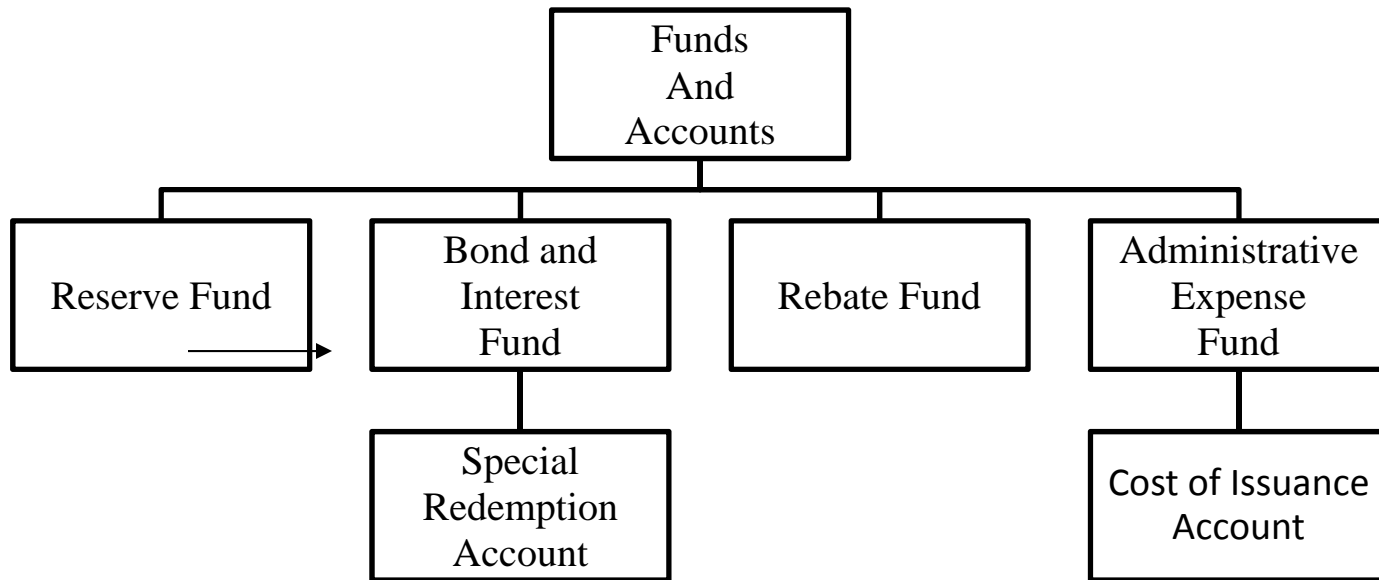 Funds
And
Accounts
Reserve Fund
Bond and
Interest
Fund
Rebate Fund
Administrative
Expense
Fund
Special
Redemption
Account
Cost of Issuance
Account